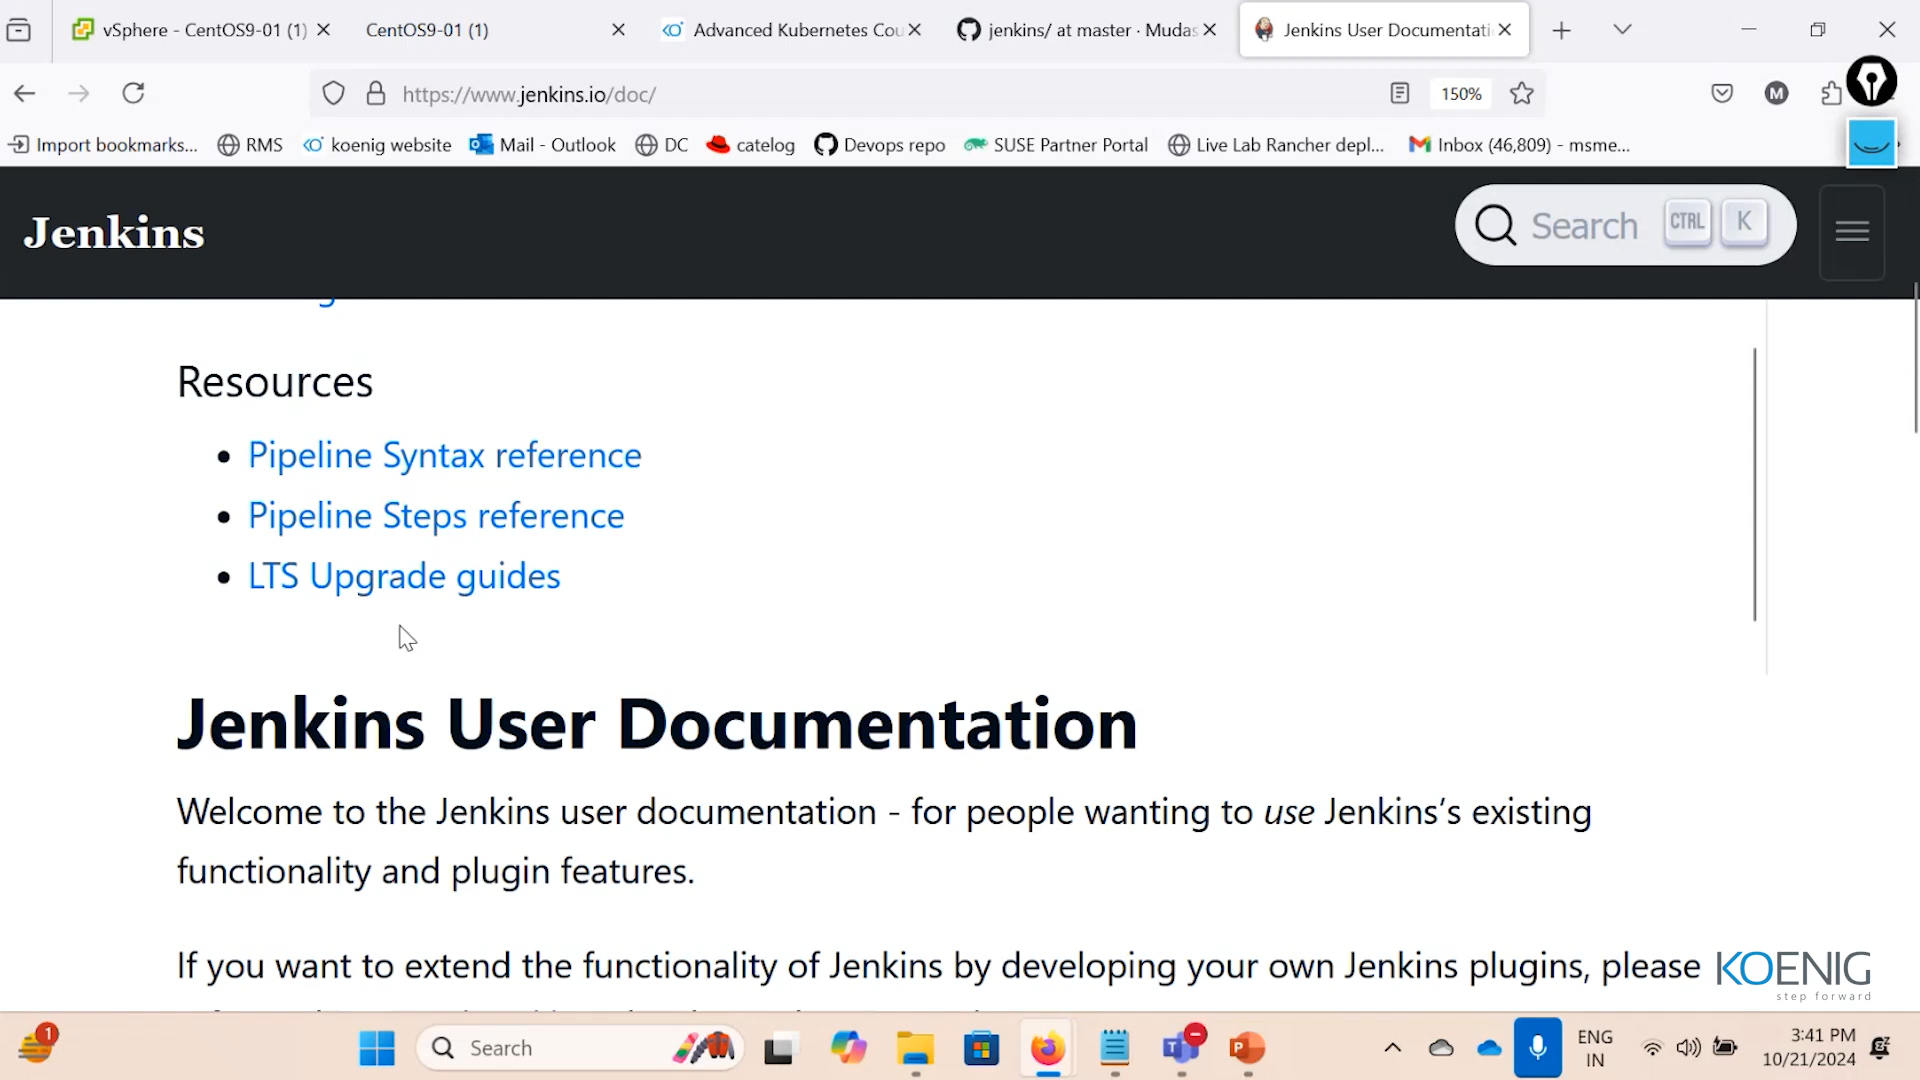 vSphere - CentOS9-01 (1)
CentOS9-01 (1)
Advanced Kubernetes Cou
jenkins/ at master · Mudas
Jenkins User Documentati
https://www.jenkins.io/doc/
150%
M
Import bookmarks...
RMS
koenig website
Mail - Outlook
DC
catelog
Devops repo
SUSE Partner Portal
Live Lab Rancher depl...
Inbox (46,809) - msme...
Jenkins
Search
CTRL
K
Resources
Pipeline Syntax reference
Pipeline Steps reference
LTS Upgrade guides
Jenkins User Documentation
Welcome to the Jenkins user documentation - for people wanting to use Jenkins’s existing
functionality and plugin features.
If you want to extend the functionality of Jenkins by developing your own Jenkins plugins, please
KOENIG
step forward
1
Search
ENG
IN
3:41 PM
10/21/2024